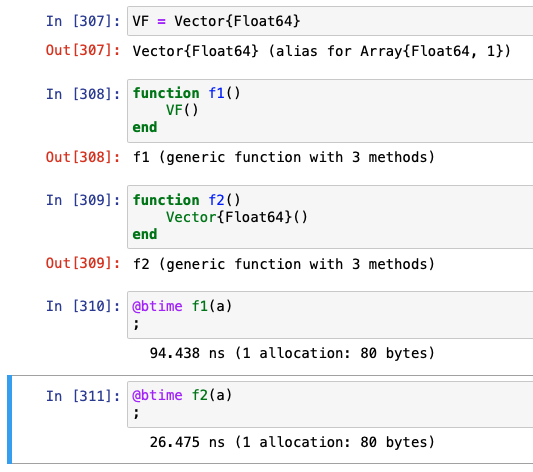 In [307]: VF = Vector{Float64}
Out[307]: Vector{Float64} (alias for Array{Float64, 1})
In [308]: function f1()
    VF()
end
Out[308]: f1 (generic function with 3 methods)
In [309]: function f2()
    Vector{Float64}()
end
Out[309]: f2 (generic function with 3 methods)
In [310]: @btime f1(a)
;
  94.438 ns (1 allocation: 80 bytes)
In [311]: @btime f2(a)
;
  26.475 ns (1 allocation: 80 bytes)